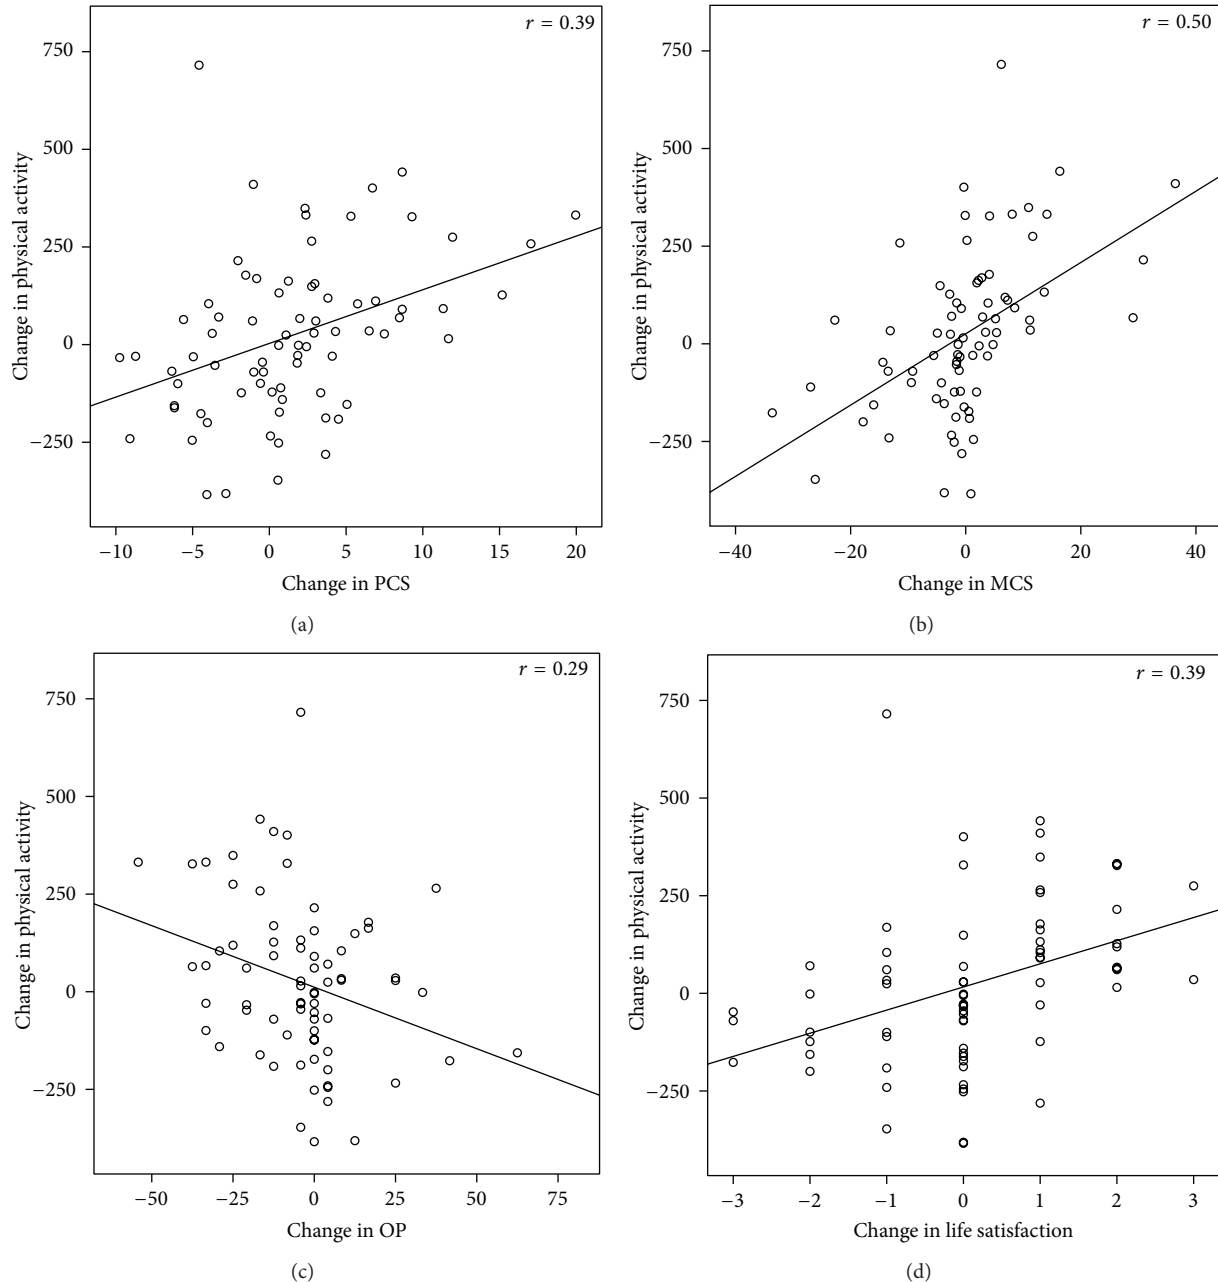 r = 0.39
750
500
250
0
−250
Change in physical activity
−10 −5 0 5 10 15 20
Change in PCS
(a)
r = 0.50
750
500
250
0
−250
Change in physical activity
−40 −20 0 20 40
Change in MCS
(b)
r = 0.29
750
500
250
0
−250
Change in physical activity
−50 −25 0 25 50 75
Change in OP
(c)
r = 0.39
750
500
250
0
−250
Change in physical activity
−3 −2 −1 0 1 2 3
Change in life satisfaction
(d)